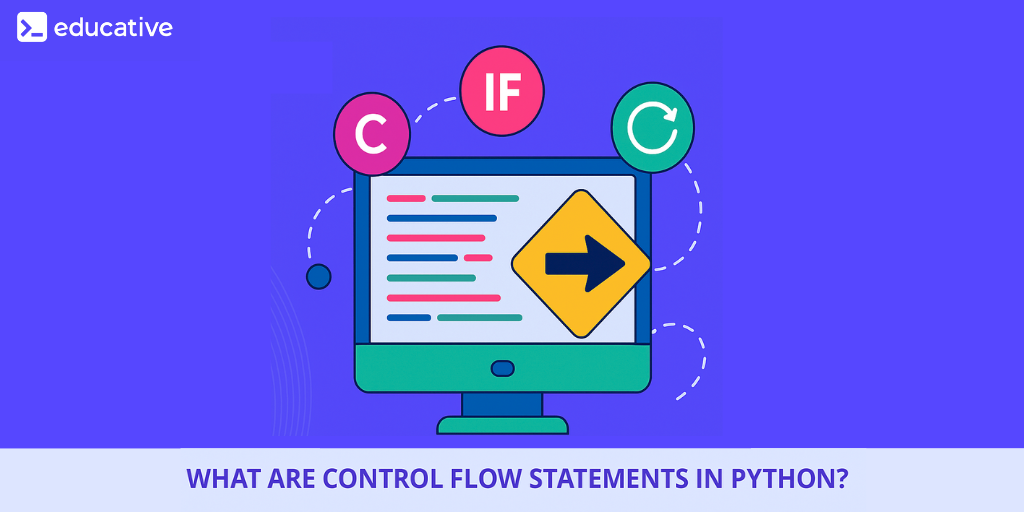 educative
IF
C
WHAT ARE CONTROL FLOW STATEMENTS IN PYTHON?